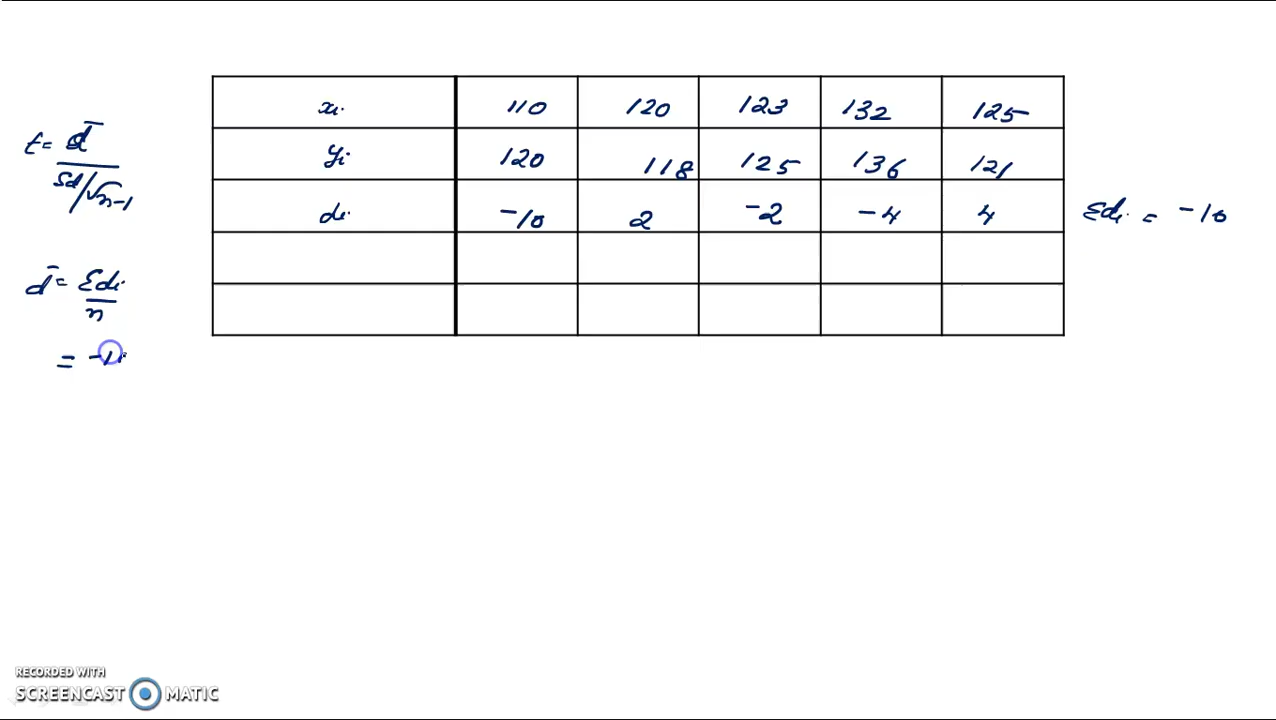 xi 110 120 123 132 125
yi 120 118 125 136 121
di -10 2 -2 -4 4 Σdi = -10
t = d̄ / (Sd/√n-1)
d̄ = Σdi / n
= -1
RECORDED WITH
SCREENCAST MATIC